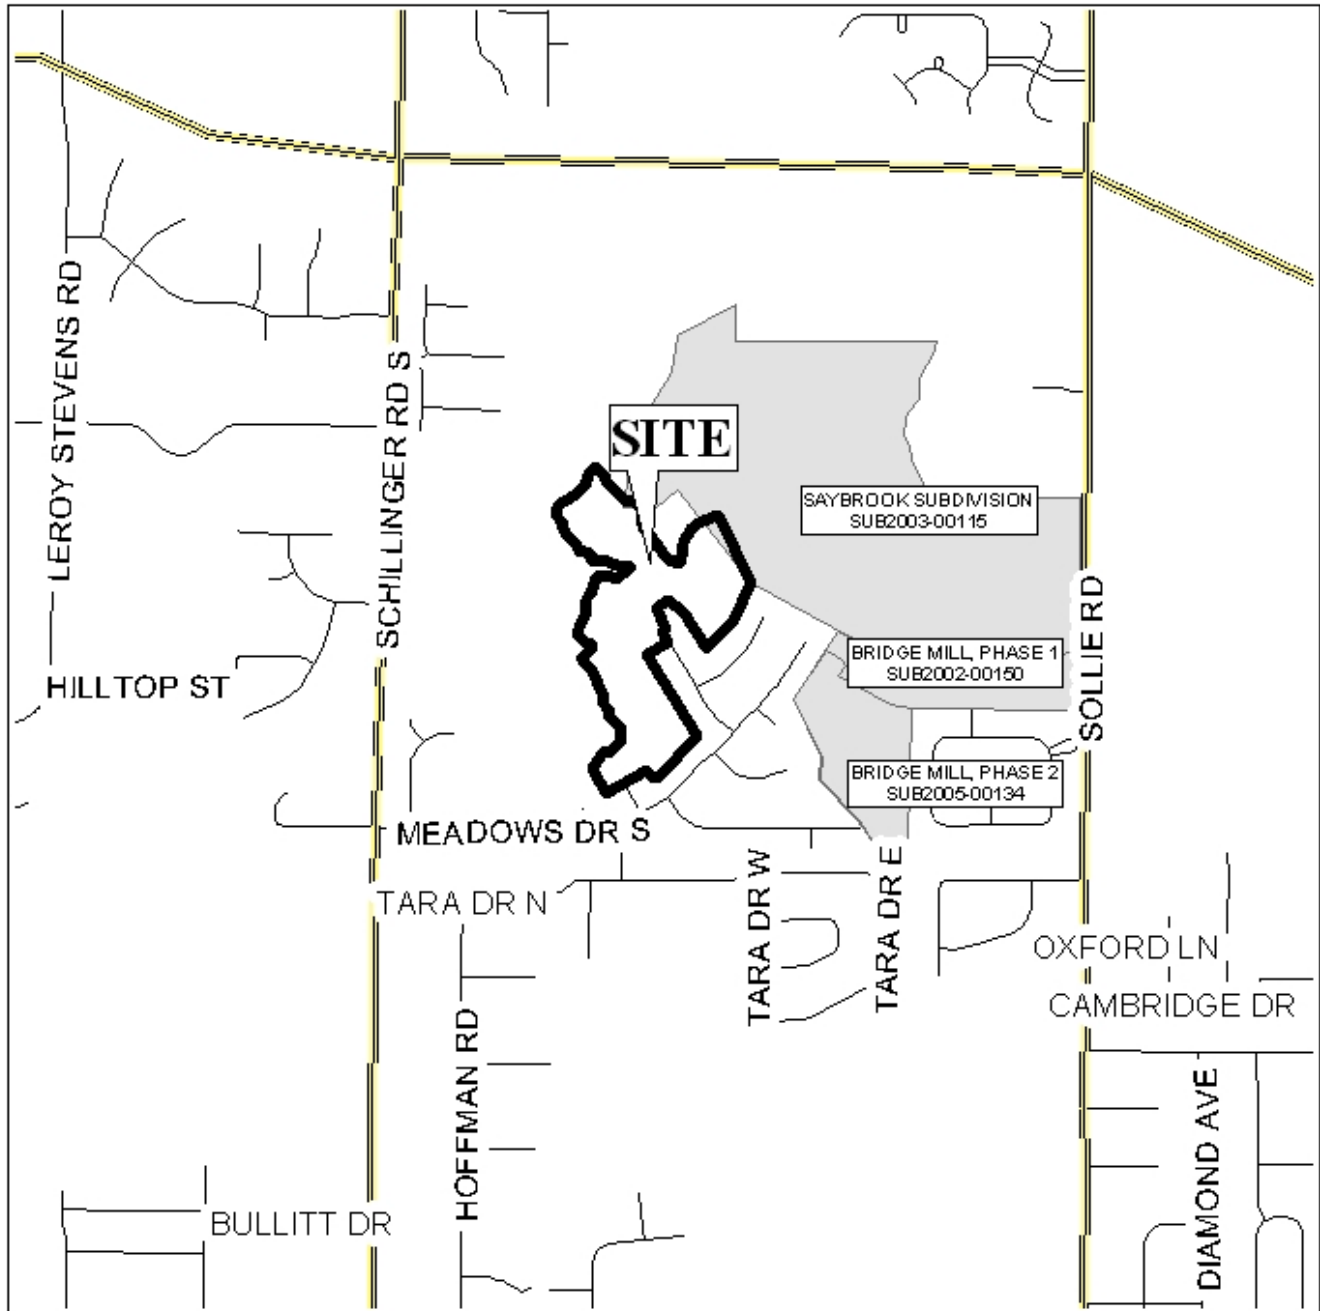 LEROY STEVENS RD
SCHILLINGER RD S
SITE
SAYBROOK SUBDIVISION
SUB2003-00115
SOLLIE RD
BRIDGE MILL, PHASE 1
SUB2002-00150
HILLTOP ST
BRIDGE MILL, PHASE 2
SUB2005-00134
MEADOWS DR S
TARA DR N
TARA DR W
TARA DR E
OXFORD LN
CAMBRIDGE DR
HOFFMAN RD
DIAMOND AVE
BULLITT DR